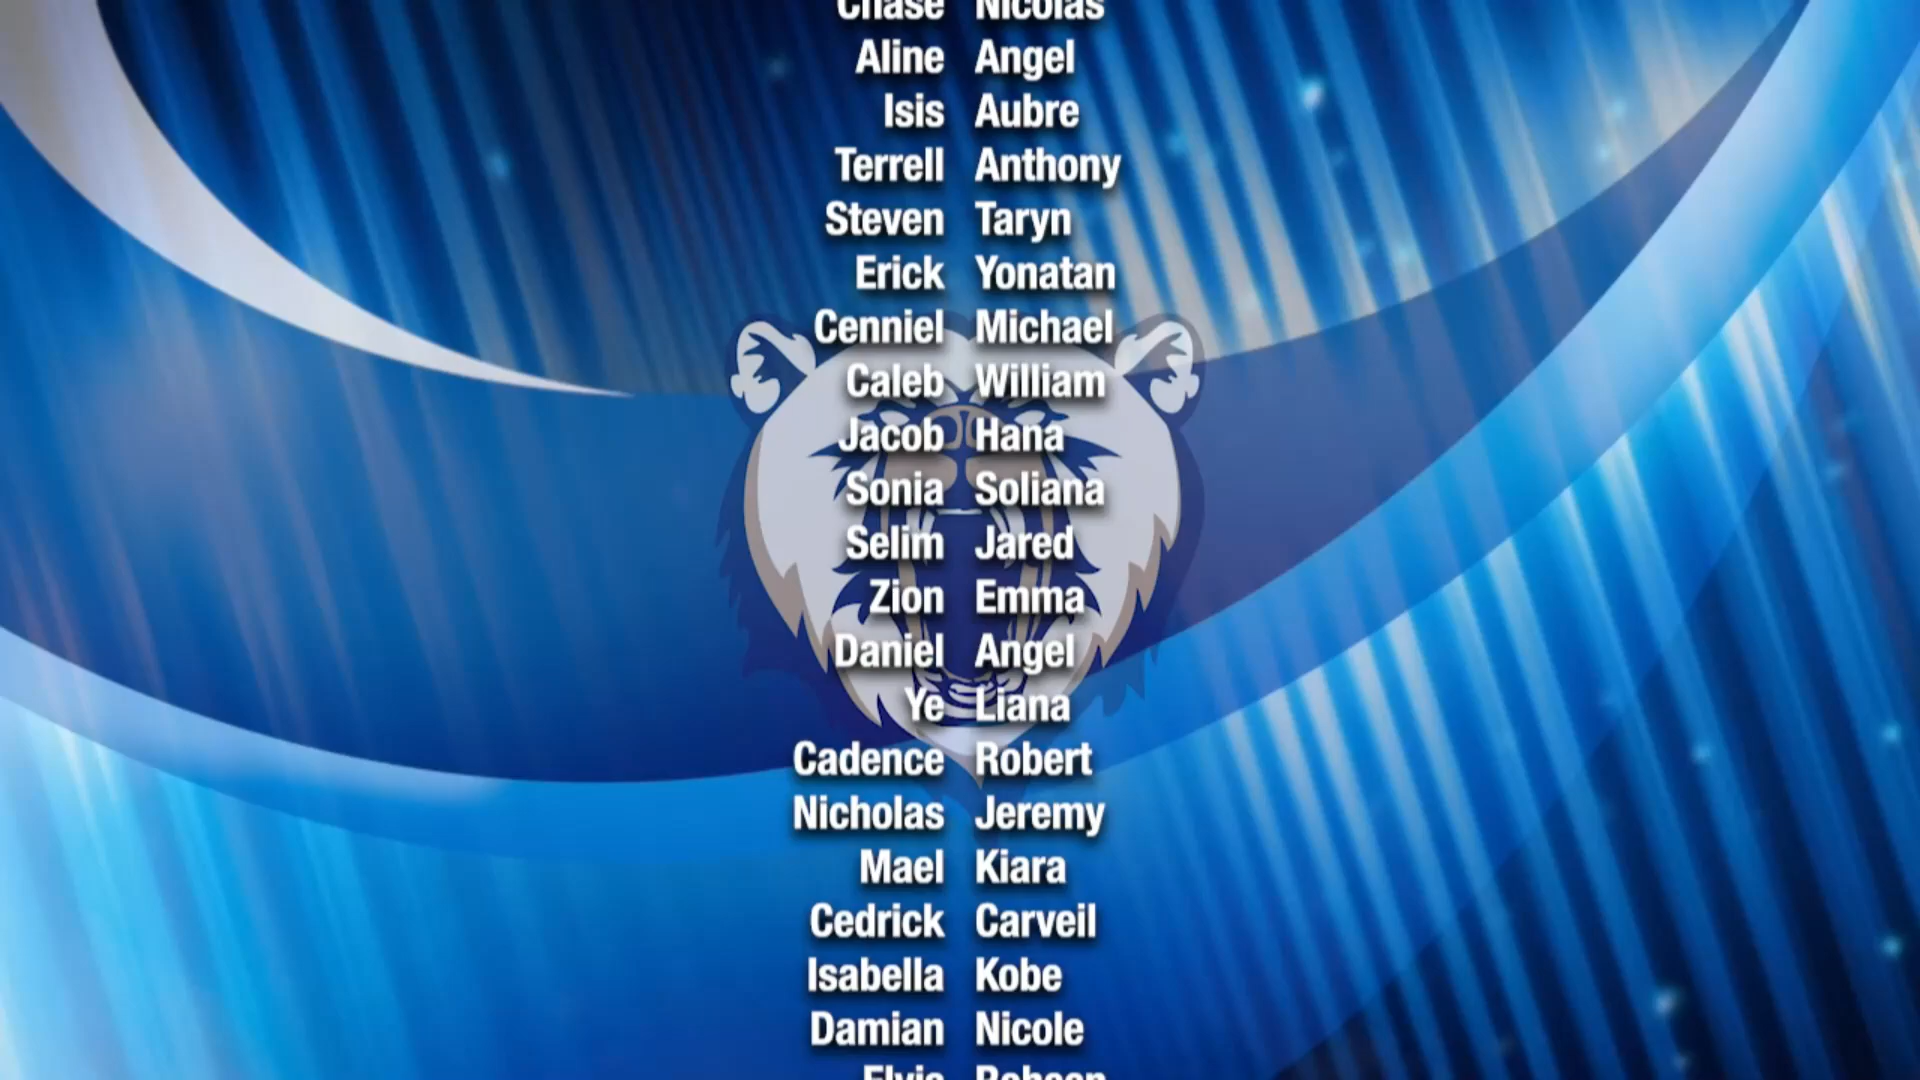 Chase Nicolas
Aline Angel
Isis Aubre
Terrell Anthony
Steven Taryn
Erick Yonatan
Cenniel Michael
Caleb William
Jacob Hana
Sonia Soliana
Selim Jared
Zion Emma
Daniel Angel
Ye Liana
Cadence Robert
Nicholas Jeremy
Mael Kiara
Cedrick Carveil
Isabella Kobe
Damian Nicole